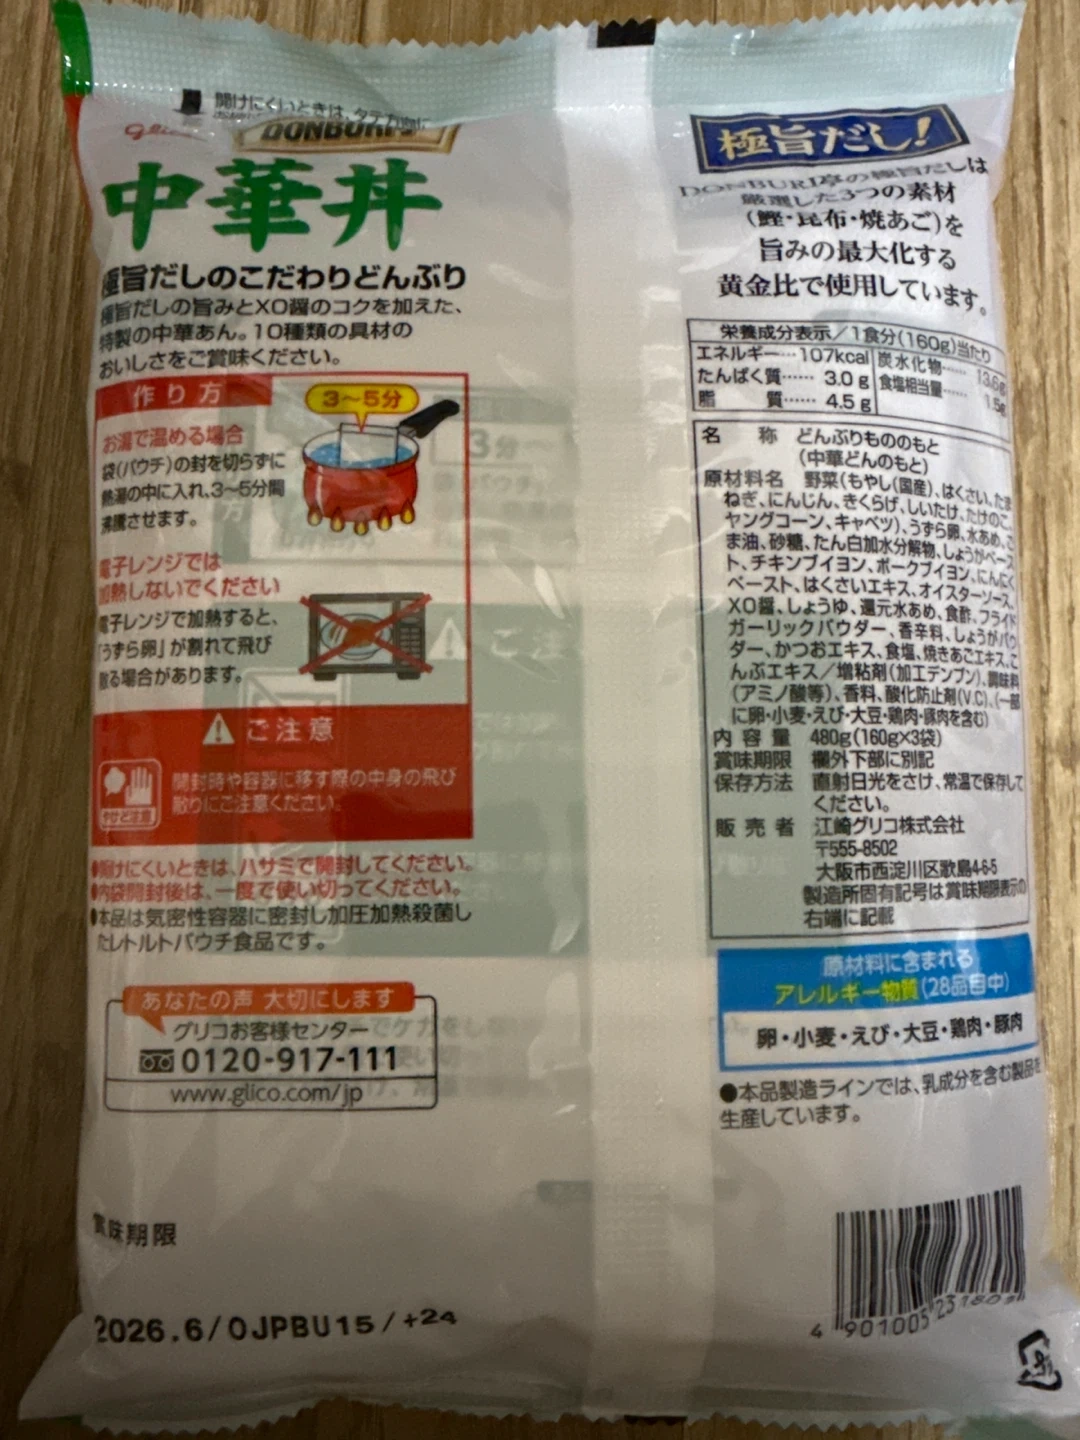 開けにくいときは、タテ方向に
glico
DONBURI亭
中華丼
極旨だしのこだわりどんぶり
極旨だしの旨みとXO醤のコクを加えた、
特製の中華あん。10種類の具材の
おいしさをご賞味ください。
作り方
3～5分
お湯で温める場合
袋(パウチ)の封を切らずに
熱湯の中に入れ、3～5分間
沸騰させます。
電子レンジでは
加熱しないでください
電子レンジで加熱すると、
「うずら卵」が割れて飛び
散る場合があります。
ご注意
やけど注意
開封時や容器に移す際の中身の飛び
散りにご注意ください。
●開けにくいときは、ハサミで開封してください。
●内袋開封後は、一度で使い切ってください。
●本品は気密性容器に密封し加圧加熱殺菌し
たレトルトパウチ食品です。
あなたの声 大切にします
グリコお客様センター
0120-917-111
www.glico.com/jp
賞味期限
2026.6/OJPBU15/+24
極旨だし!
DONBURI亭の極旨だしは
厳選した3つの素材
(鰹・昆布・焼あご)を
旨みの最大化する
黄金比で使用しています。
栄養成分表示／1食分(160g)当たり
エネルギー…107kcal
たんぱく質…… 3.0g
脂質…… 4.5g
炭水化物…… 13.6g
食塩相当量…… 1.5g
名称 どんぶりもののもと
(中華どんのもと)
原材料名 野菜(もやし(国産)、はくさい、たま
ねぎ、にんじん、きくらげ、しいたけ、たけのこ、
ヤングコーン、キャベツ)、うずら卵、水あめ、ご
ま油、砂糖、たん白加水分解物、しょうがペース
ト、チキンブイヨン、ポークブイヨン、にんにく
ペースト、はくさいエキス、オイスターソース、
XO醤、しょうゆ、還元水あめ、食酢、フライド
ガーリックパウダー、香辛料、しょうがパウ
ダー、かつおエキス、食塩、焼きあごエキス、こ
んぶエキス／増粘剤(加工デンプン)、調味料
(アミノ酸等)、香料、酸化防止剤(V.C)、(一部
に卵・小麦・えび・大豆・鶏肉・豚肉を含む)
内容量 480g(160g×3袋)
賞味期限 欄外下部に別記
保存方法 直射日光をさけ、常温で保存して
ください。
販売者 江崎グリコ株式会社
〒555-8502
大阪市西淀川区歌島4-6-5
製造所固有記号は賞味期限表示の
右端に記載
原材料に含まれる
アレルギー物質(28品目中)
卵・小麦・えび・大豆・鶏肉・豚肉
●本品製造ラインでは、乳成分を含む製品を
生産しています。
4 901005 231802